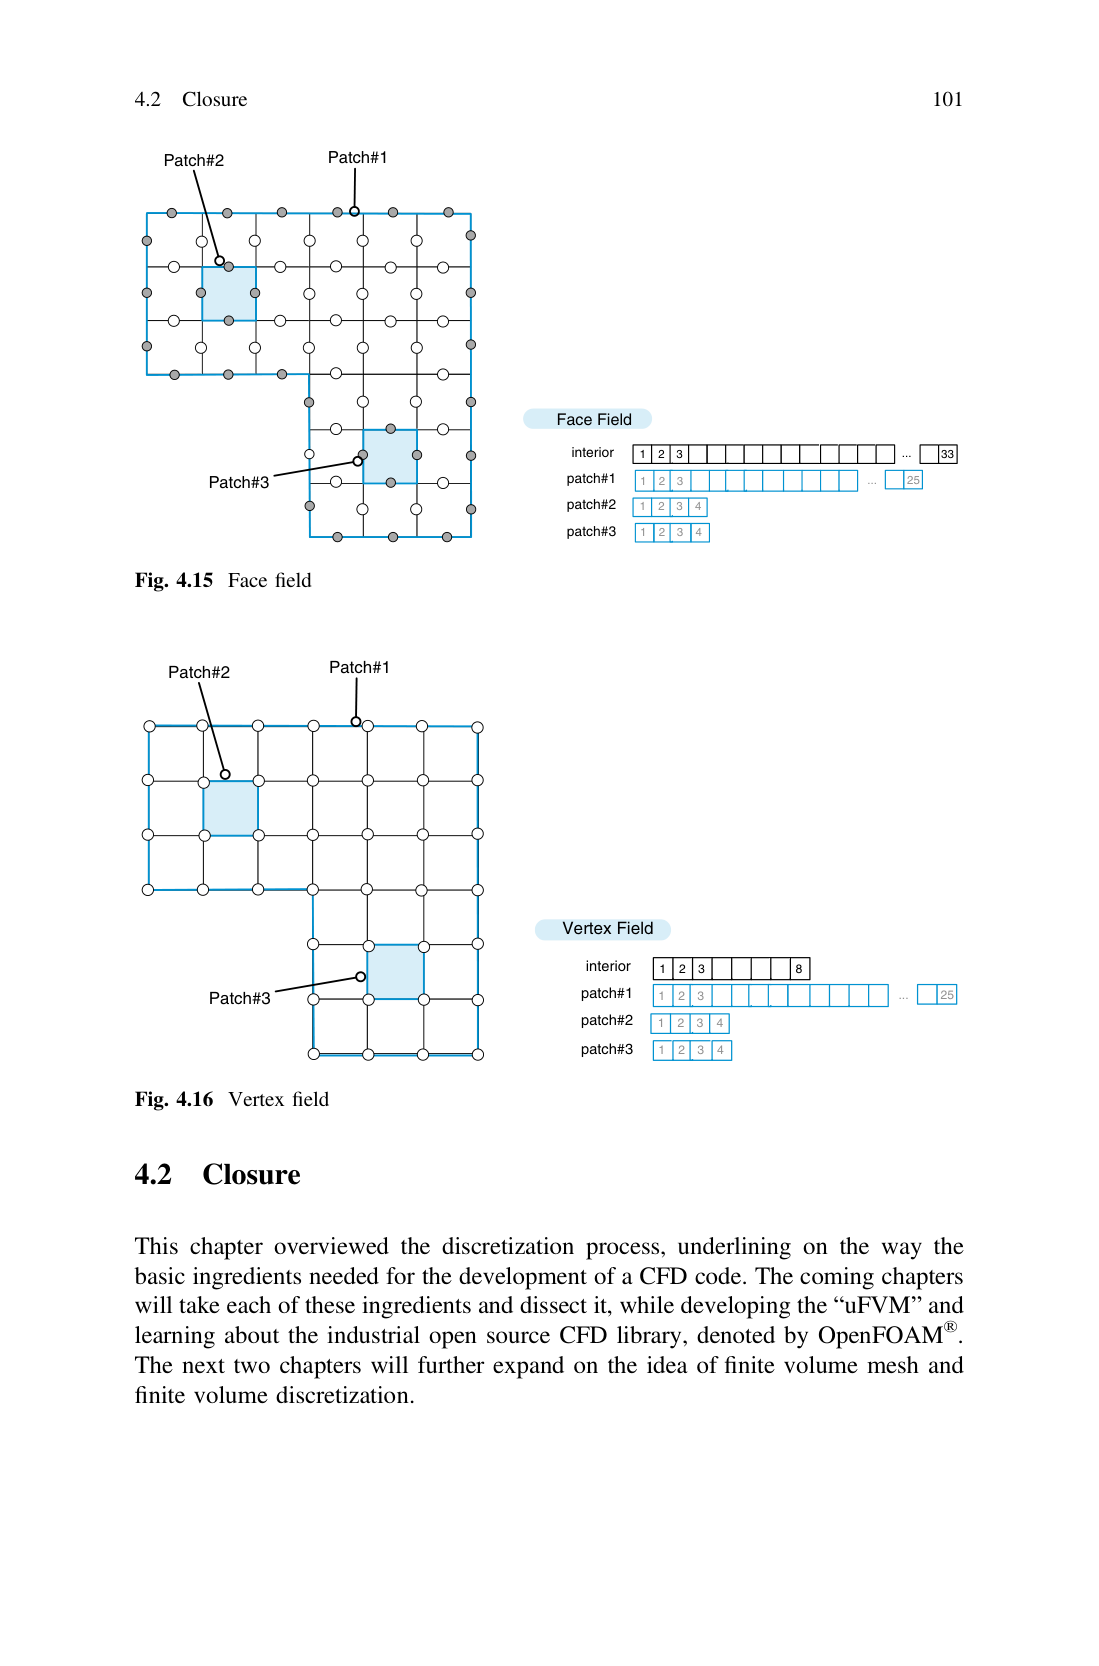 4.2 Closure 101
Patch#2 Patch#1
Patch#3
Face Field
interior 1 2 3 ... 33
patch#1 1 2 3 ... 25
patch#2 1 2 3 4
patch#3 1 2 3 4
Fig. 4.15 Face field
Patch#2 Patch#1
Patch#3
Vertex Field
interior 1 2 3 8
patch#1 1 2 3 ... 25
patch#2 1 2 3 4
patch#3 1 2 3 4
Fig. 4.16 Vertex field
4.2 Closure
This chapter overviewed the discretization process, underlining on the way the
basic ingredients needed for the development of a CFD code. The coming chapters
will take each of these ingredients and dissect it, while developing the “uFVM” and
learning about the industrial open source CFD library, denoted by OpenFOAM®.
The next two chapters will further expand on the idea of finite volume mesh and
finite volume discretization.